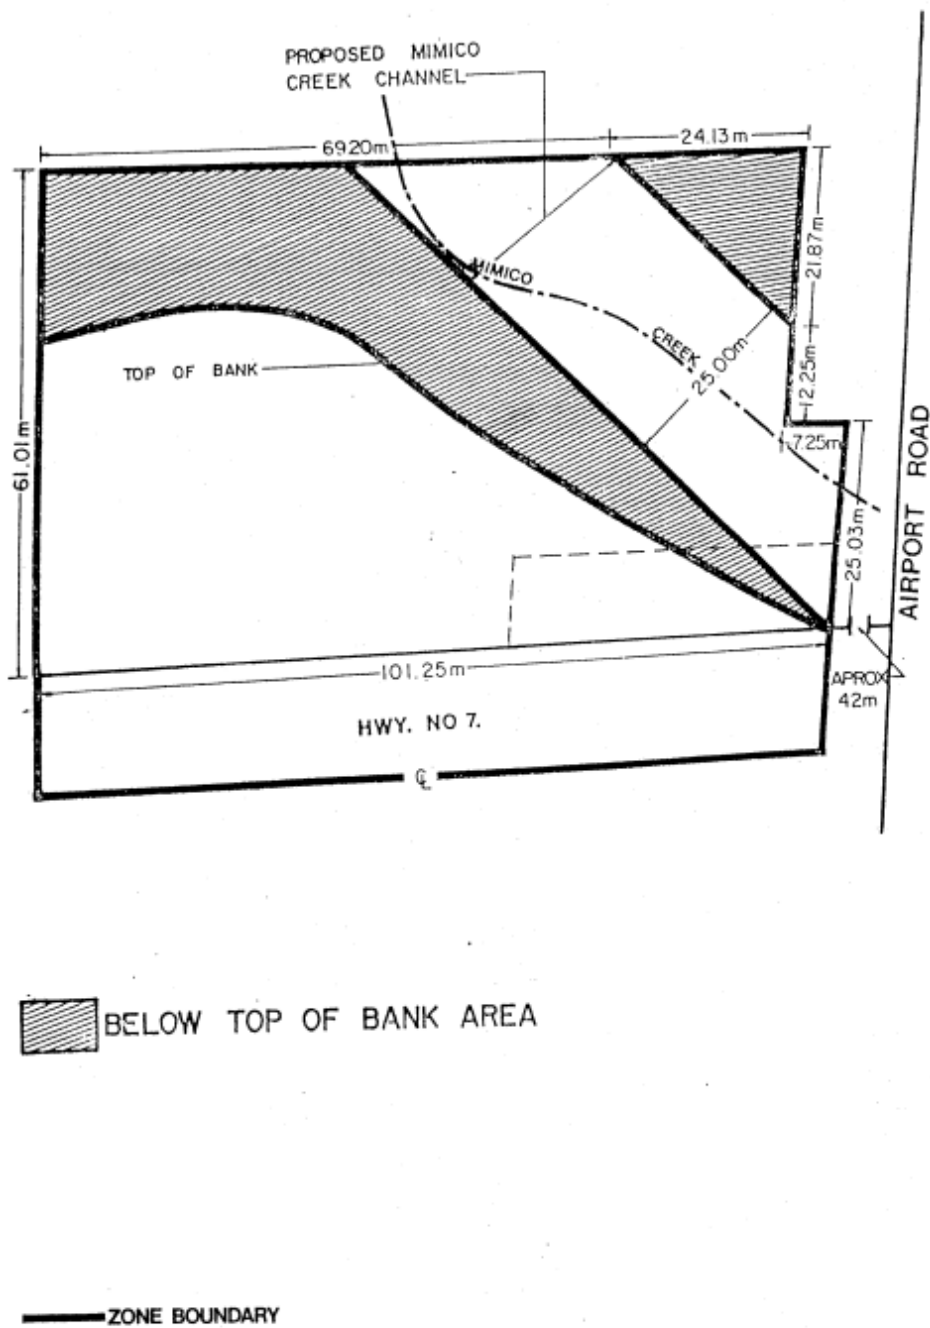 PROPOSED MIMICO
CREEK CHANNEL
69.20m
24.13m
21.87m
MIMICO
CREEK
25.00m
12.25m
TOP OF BANK
7.25m
61.01m
AIRPORT ROAD
25.03m
101.25m
APROX
42m
HWY. NO 7.
℄
BELOW TOP OF BANK AREA
ZONE BOUNDARY